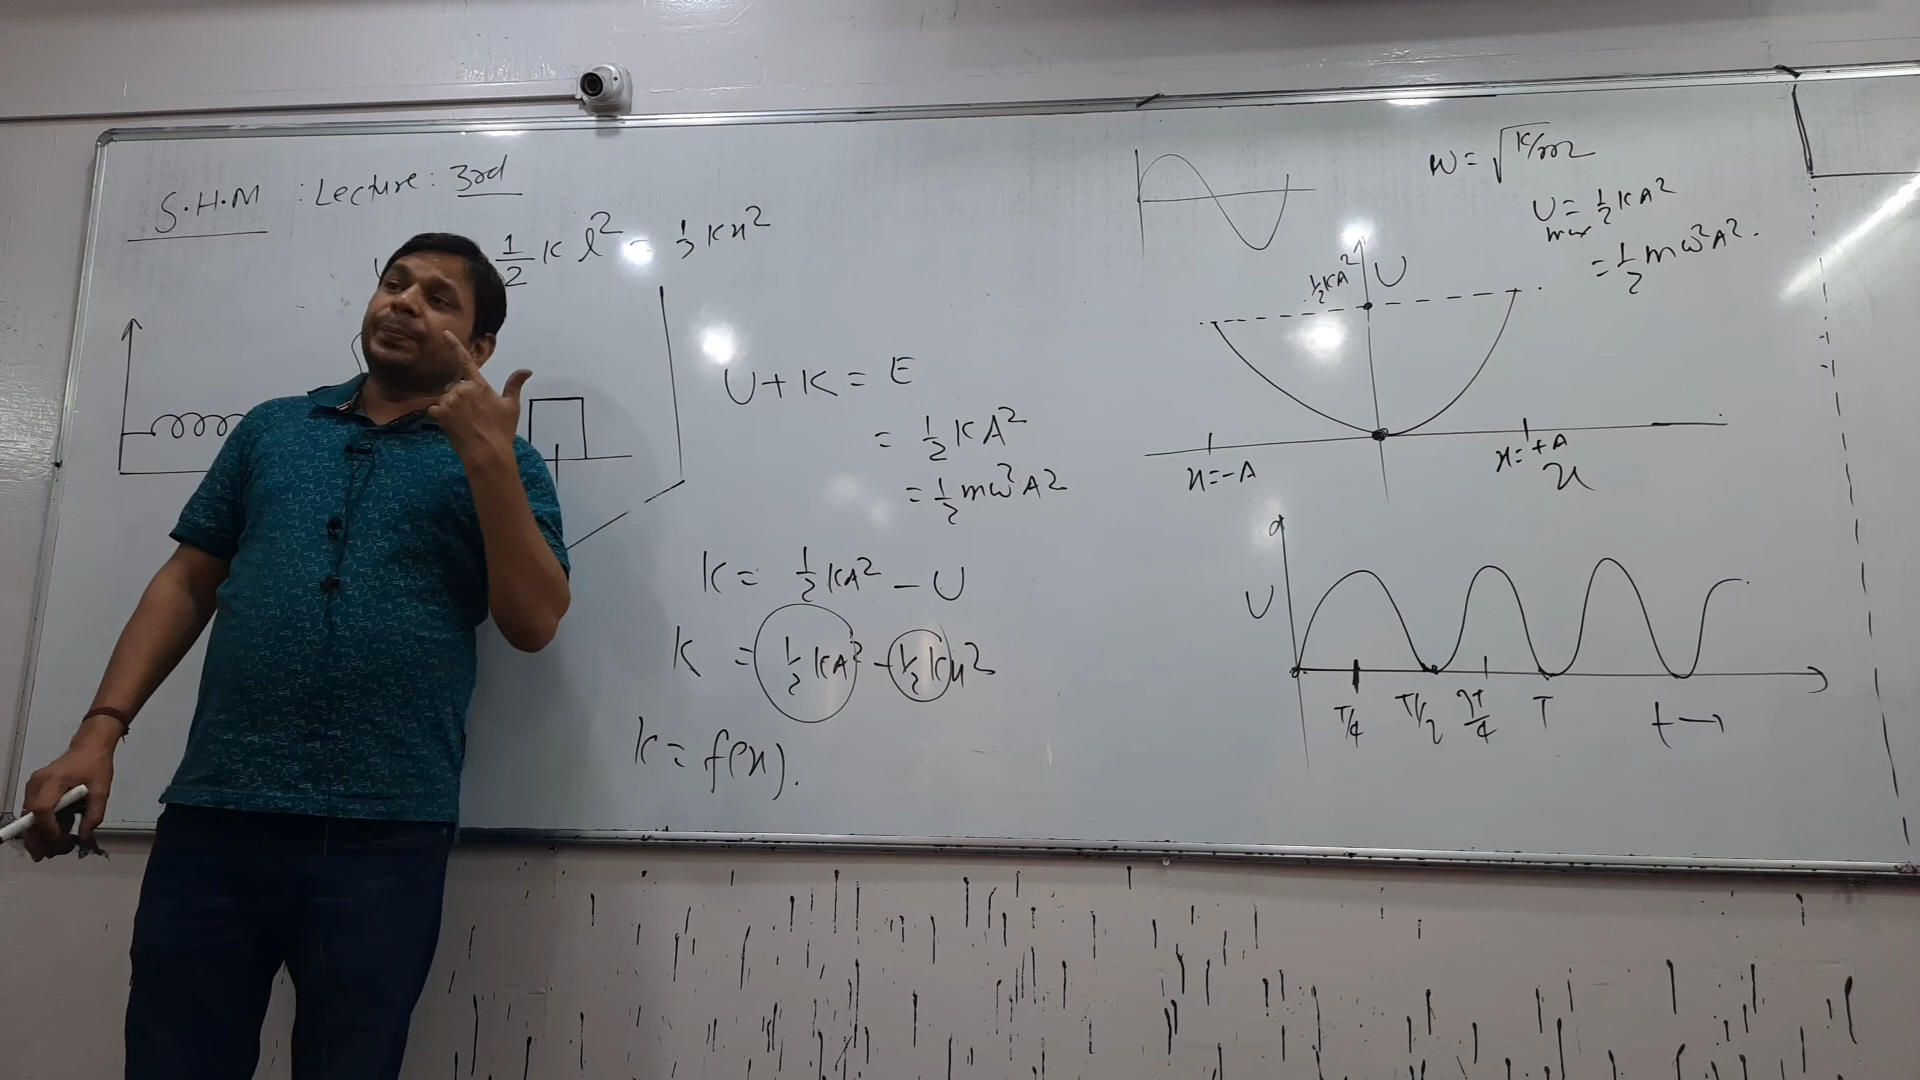 S.H.M : Lecture : 3rd
1/2 K l² = 1/2 Kx²
U + K = E
= 1/2 KA²
= 1/2 mω²A²
K = 1/2 KA² - U
K = 1/2 KA² - 1/2 Kx²
K = f(x).
ω = √K/m
U max = 1/2 KA²
= 1/2 mω²A².
1/2 KA² U
x=-A x=+A
x
U
T/4 T/2 3T/4 T t →